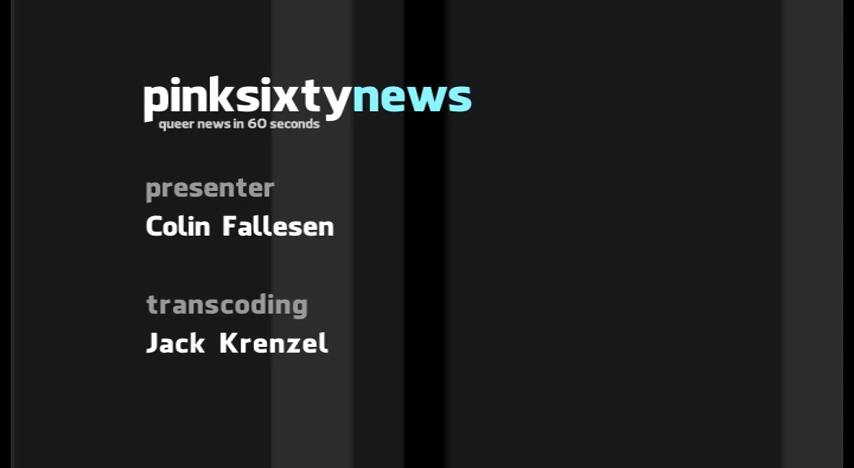 pinksixtynews
queer news in 60 seconds
presenter
Colin Fallesen
transcoding
Jack Krenzel